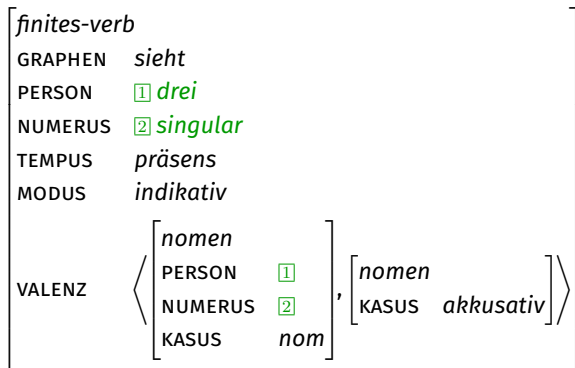 finites-verb
GRAPHEN sieht
PERSON 1 drei
NUMERUS 2 singular
TEMPUS präsens
MODUS indikativ
VALENZ ⟨[nomen PERSON 1 NUMERUS 2 KASUS nom], [nomen KASUS akkusativ]⟩